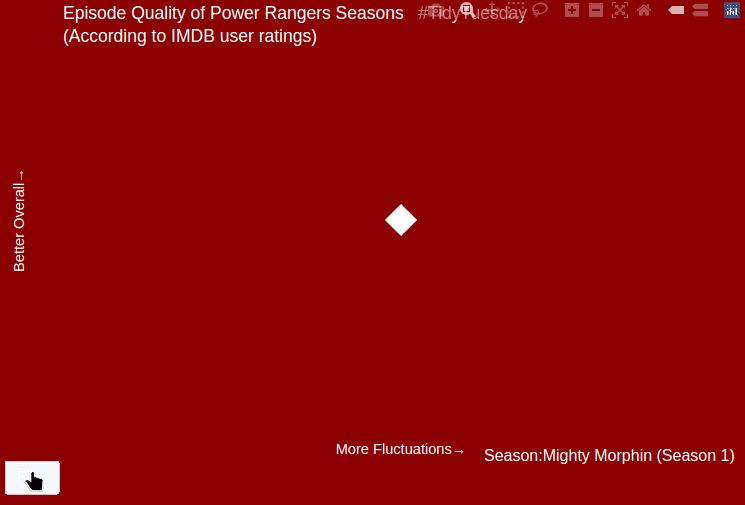 Episode Quality of Power Rangers Seasons #TidyTuesday
(According to IMDB user ratings)
Better Overall→
More Fluctuations→
Season:Mighty Morphin (Season 1)